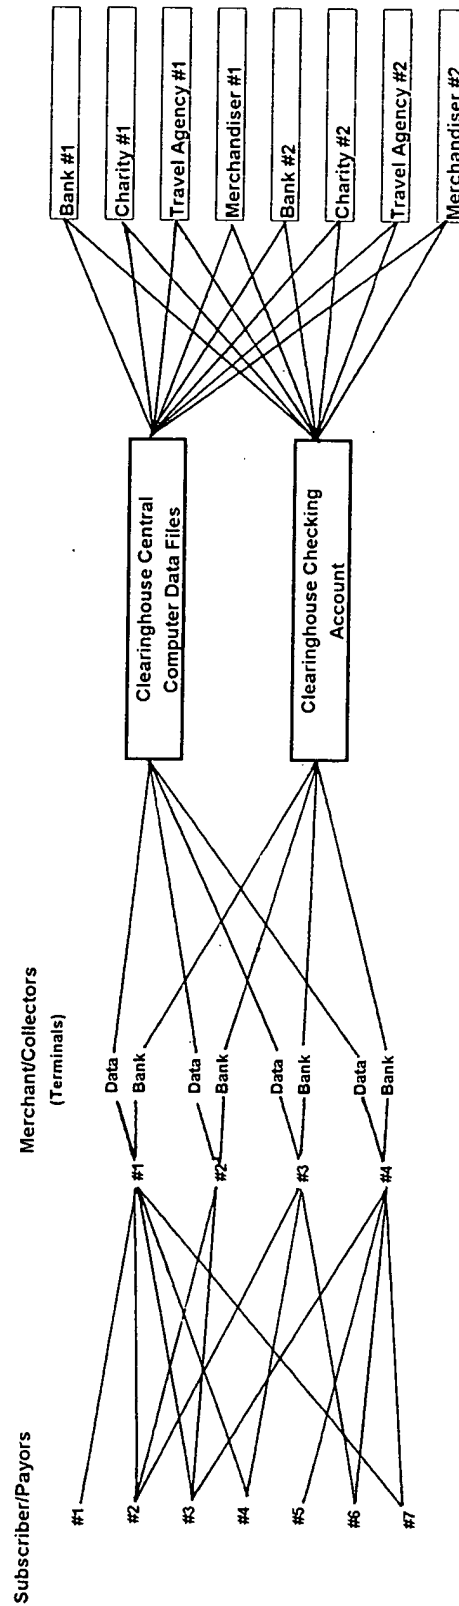 Subscriber/Payors
#1
#2
#3
#4
#5
#6
#7
Merchant/Collectors
(Terminals)
#1
Data
Bank
#2
Data
Bank
#3
Data
Bank
#4
Data
Bank
Clearinghouse Central
Computer Data Files
Clearinghouse Checking
Account
Bank #1
Charity #1
Travel Agency #1
Merchandiser #1
Bank #2
Charity #2
Travel Agency #2
Merchandiser #2